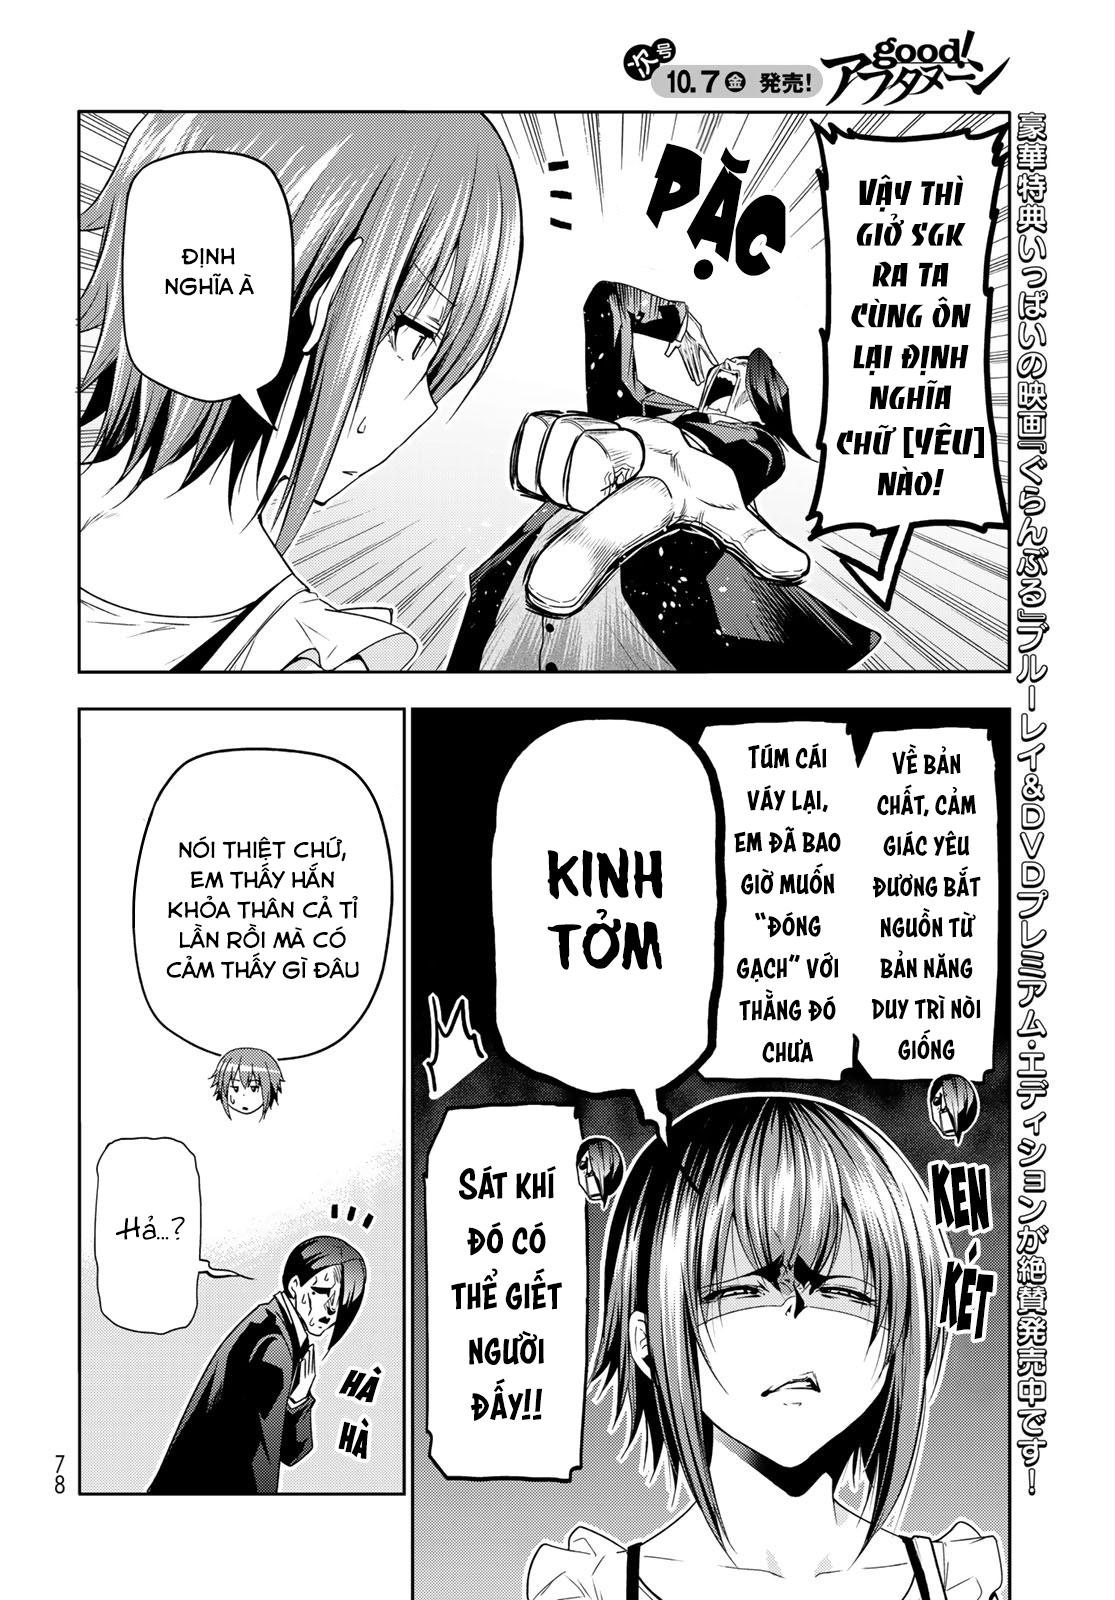 good!
アフタヌーン
次号
10.7金 発売!
豪華特典いっぱいの映画『ぐらんぶる』ブルーレイ&DVDプレミアム・エディションが絶賛発売中です!
VẬY THÌ
GIỞ SGK
RA TA
CÙNG ÔN
LẠI ĐỊNH
NGHĨA
CHỮ [YÊU]
NÀO!
PẶC
ĐỊNH
NGHĨA À
VỀ BẢN
CHẤT, CẢM
GIÁC YÊU
ĐƯƠNG BẮT
NGUỒN TỪ
BẢN NĂNG
DUY TRÌ NÒI
GIỐNG
TÚM CÁI
VÁY LẠI,
EM ĐÃ BAO
GIỜ MUỐN
“ĐÓNG
GẠCH” VỚI
THẰNG ĐÓ
CHƯA
KINH
TỞM
KEN
KÉT
SÁT KHÍ
ĐÓ CÓ
THỂ GIẾT
NGƯỜI
ĐẤY!!
NÓI THIỆT CHỨ,
EM THẤY HẮN
KHỎA THÂN CẢ TỈ
LẦN RỒI MÀ CÓ
CẢM THẤY GÌ ĐÂU
HẢ...?
HÀ
HÀ
78